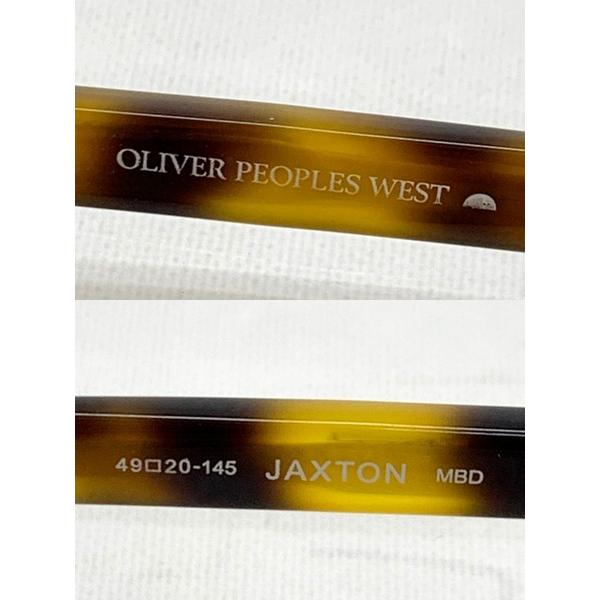 OLIVER PEOPLES WEST
49□20-145 JAXTON MBD